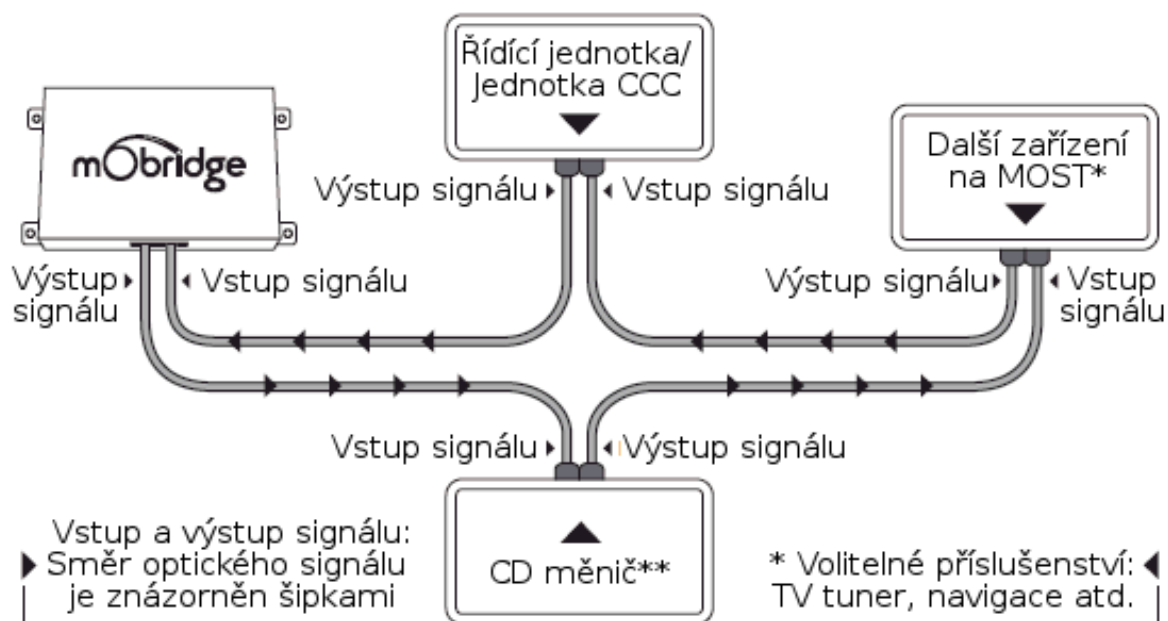 Řídící jednotka/
Jednotka CCC
mObridge
Další zařízení
na MOST*
Výstup signálu
Vstup signálu
Výstup
signálu
Vstup signálu
Výstup signálu
Vstup
signálu
Vstup signálu
Výstup signálu
CD měnič**
Vstup a výstup signálu:
Směr optického signálu
je znázorněn šipkami
* Volitelné příslušenství:
TV tuner, navigace atd.